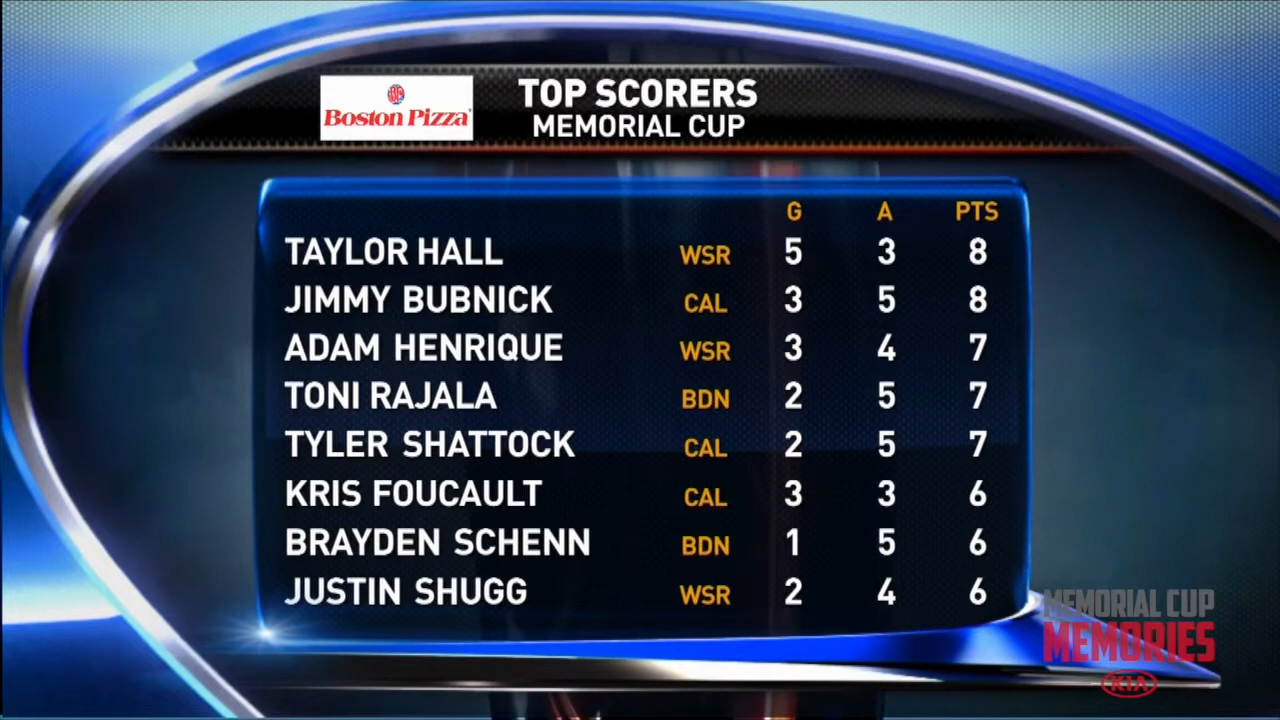 BP
Boston Pizza
TOP SCORERS
MEMORIAL CUP
G A PTS
TAYLOR HALL WSR 5 3 8
JIMMY BUBNICK CAL 3 5 8
ADAM HENRIQUE WSR 3 4 7
TONI RAJALA BDN 2 5 7
TYLER SHATTOCK CAL 2 5 7
KRIS FOUCAULT CAL 3 3 6
BRAYDEN SCHENN BDN 1 5 6
JUSTIN SHUGG WSR 2 4 6
MEMORIAL CUP
MEMORIES
KIA